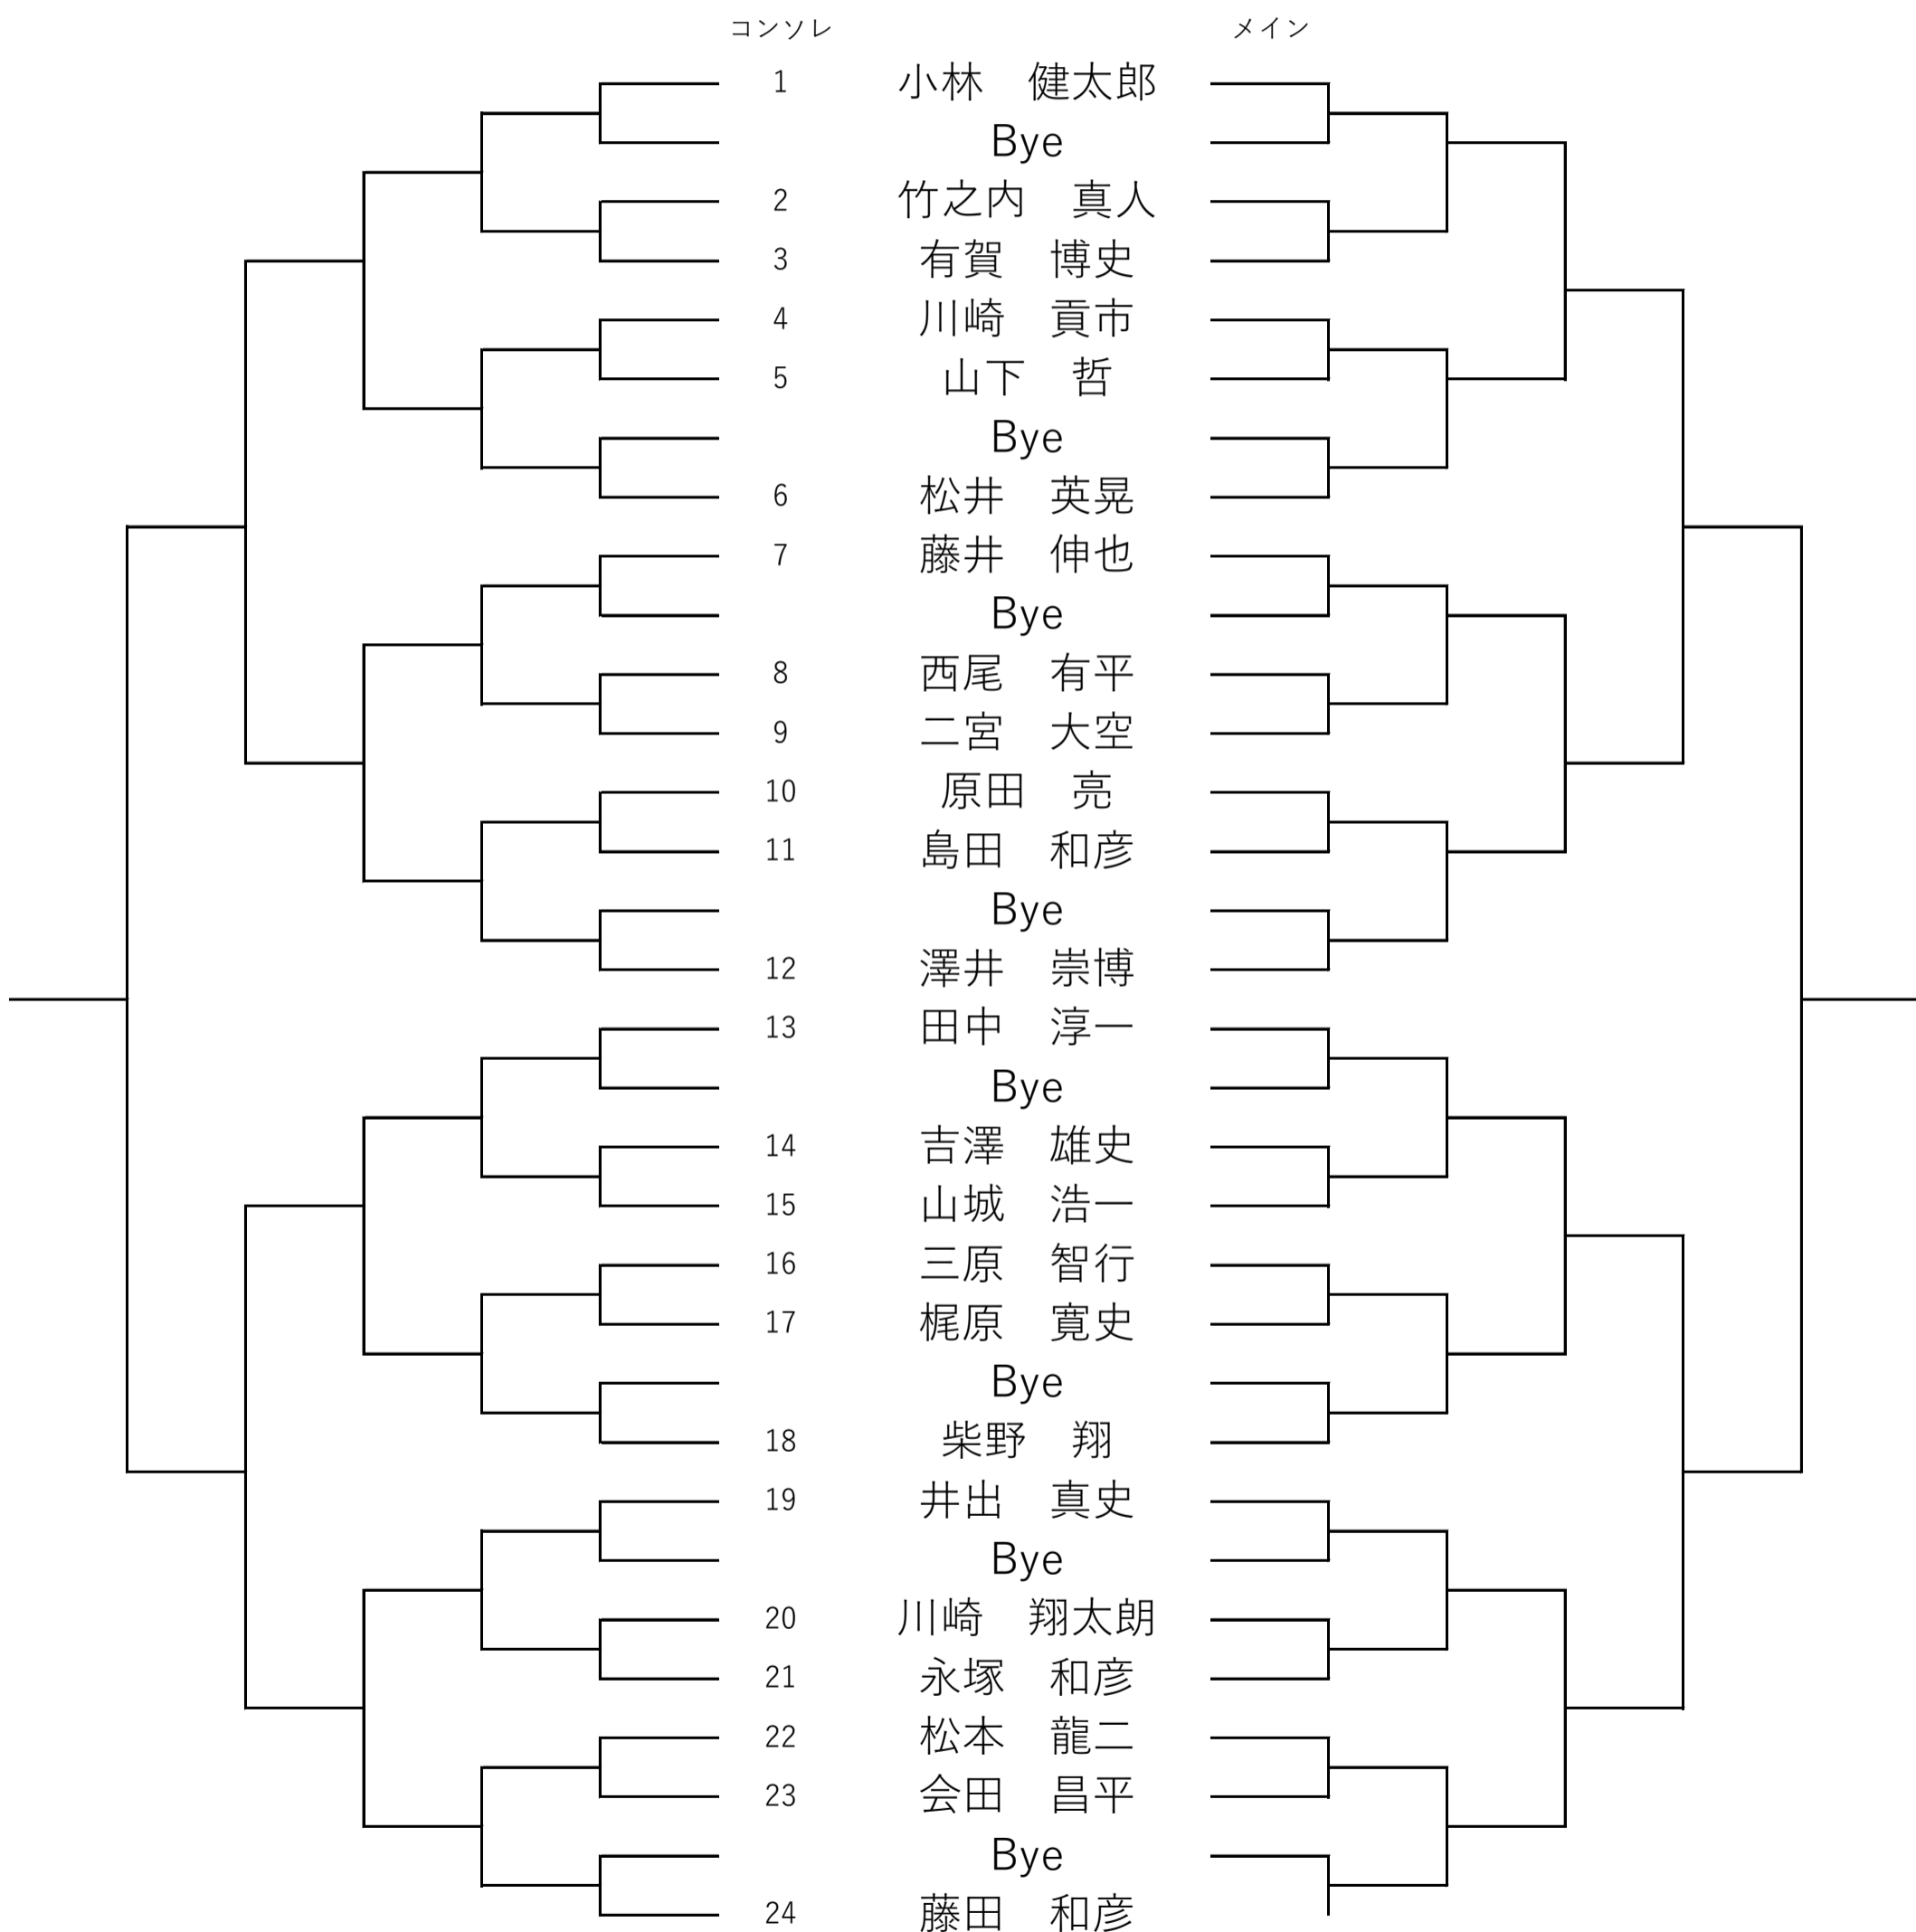 コンソレ メイン
1 小林 健太郎
Bye
2 竹之内 真人
3 有賀 博史
4 川崎 貢市
5 山下 哲
Bye
6 松井 英晃
7 藤井 伸也
Bye
8 西尾 有平
9 二宮 大空
10 原田 亮
11 島田 和彦
Bye
12 澤井 崇博
13 田中 淳一
Bye
14 吉澤 雄史
15 山城 浩一
16 三原 智行
17 梶原 寛史
Bye
18 柴野 翔
19 井出 真史
Bye
20 川崎 翔太朗
21 永塚 和彦
22 松本 龍二
23 会田 昌平
Bye
24 藤田 和彦